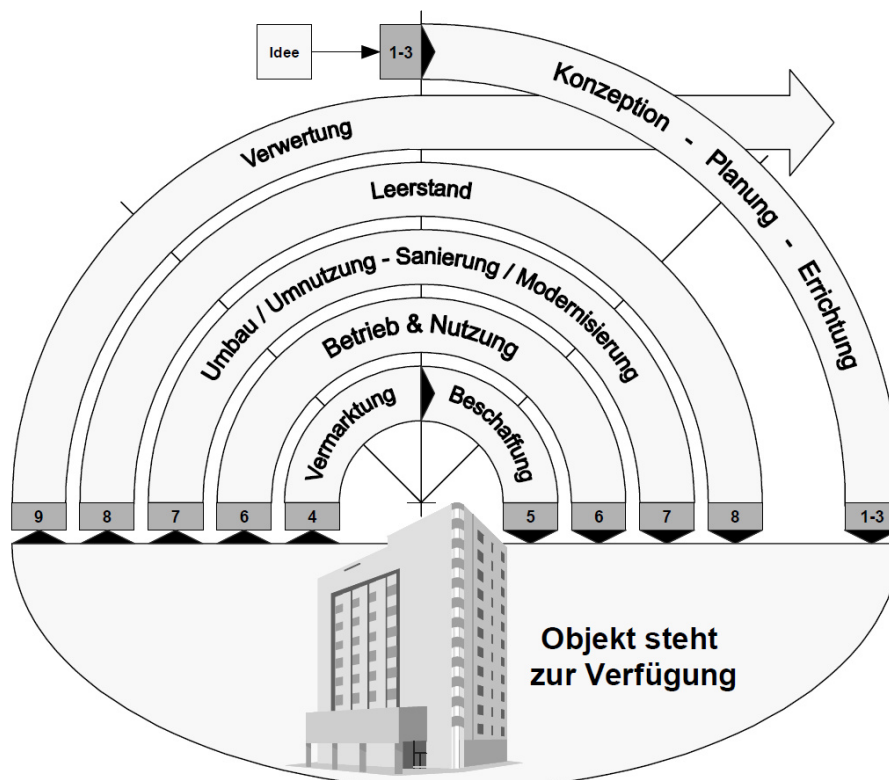 Idee
1-3
Konzeption - Planung - Errichtung
Verwertung
Leerstand
Umbau / Umnutzung - Sanierung / Modernisierung
Betrieb & Nutzung
Vermarktung
Beschaffung
9
8
7
6
4
5
6
7
8
1-3
Objekt steht
zur Verfügung